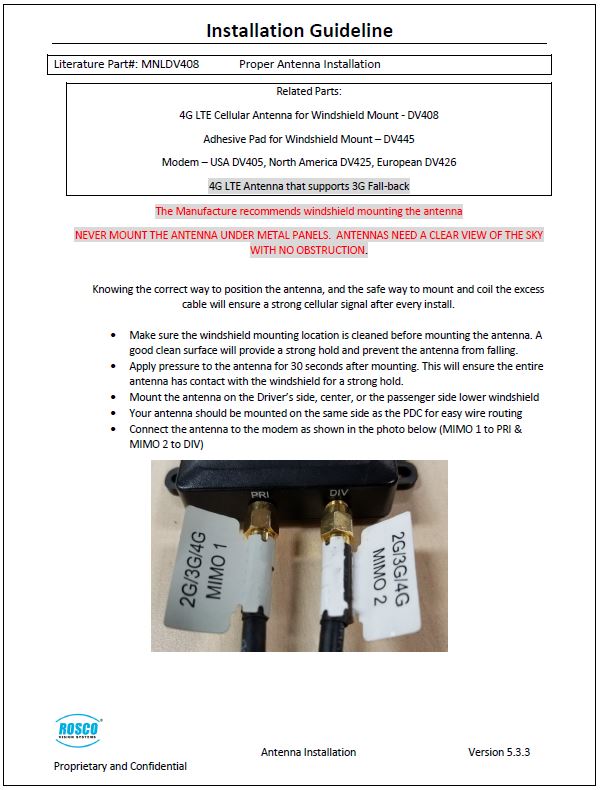 Installation Guideline
Literature Part#: MNLDV408 Proper Antenna Installation
Related Parts:
4G LTE Cellular Antenna for Windshield Mount - DV408
Adhesive Pad for Windshield Mount – DV445
Modem – USA DV405, North America DV425, European DV426
4G LTE Antenna that supports 3G Fall-back
The Manufacture recommends windshield mounting the antenna
NEVER MOUNT THE ANTENNA UNDER METAL PANELS. ANTENNAS NEED A CLEAR VIEW OF THE SKY
WITH NO OBSTRUCTION.
Knowing the correct way to position the antenna, and the safe way to mount and coil the excess
cable will ensure a strong cellular signal after every install.
• Make sure the windshield mounting location is cleaned before mounting the antenna. A
good clean surface will provide a strong hold and prevent the antenna from falling.
• Apply pressure to the antenna for 30 seconds after mounting. This will ensure the entire
antenna has contact with the windshield for a strong hold.
• Mount the antenna on the Driver's side, center, or the passenger side lower windshield
• Your antenna should be mounted on the same side as the PDC for easy wire routing
• Connect the antenna to the modem as shown in the photo below (MIMO 1 to PRI &
MIMO 2 to DIV)
PRI DIV
2G/3G/4G
MIMO 1
2G/3G/4G
MIMO 2
ROSCO
VISION SYSTEMS
Antenna Installation Version 5.3.3
Proprietary and Confidential